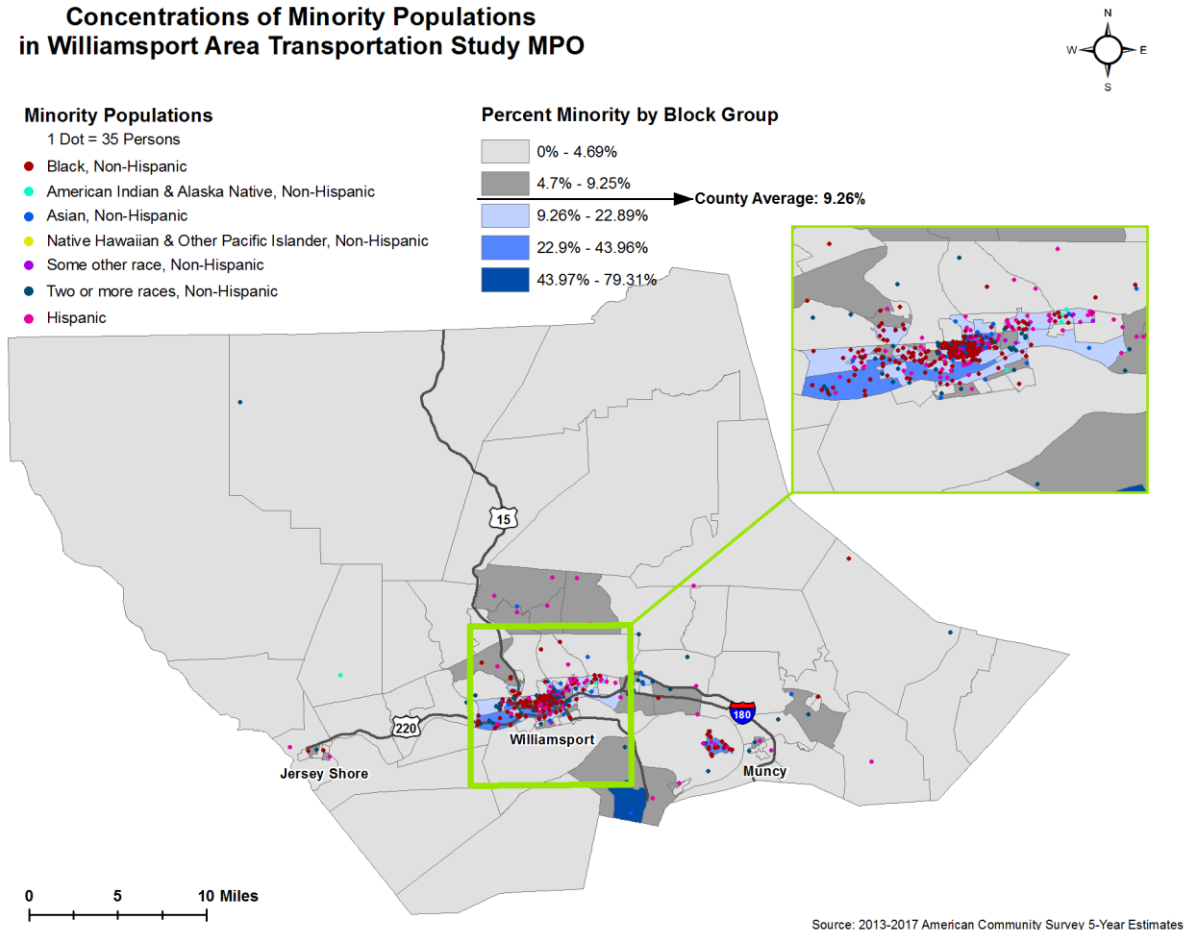 Concentrations of Minority Populations
in Williamsport Area Transportation Study MPO
N
W
E
S
Minority Populations
1 Dot = 35 Persons
Black, Non-Hispanic
American Indian & Alaska Native, Non-Hispanic
Asian, Non-Hispanic
Native Hawaiian & Other Pacific Islander, Non-Hispanic
Some other race, Non-Hispanic
Two or more races, Non-Hispanic
Hispanic
Percent Minority by Block Group
0% - 4.69%
4.7% - 9.25%
County Average: 9.26%
9.26% - 22.89%
22.9% - 43.96%
43.97% - 79.31%
15
220
180
Williamsport
Jersey Shore
Muncy
0 5 10 Miles
Source: 2013-2017 American Community Survey 5-Year Estimates